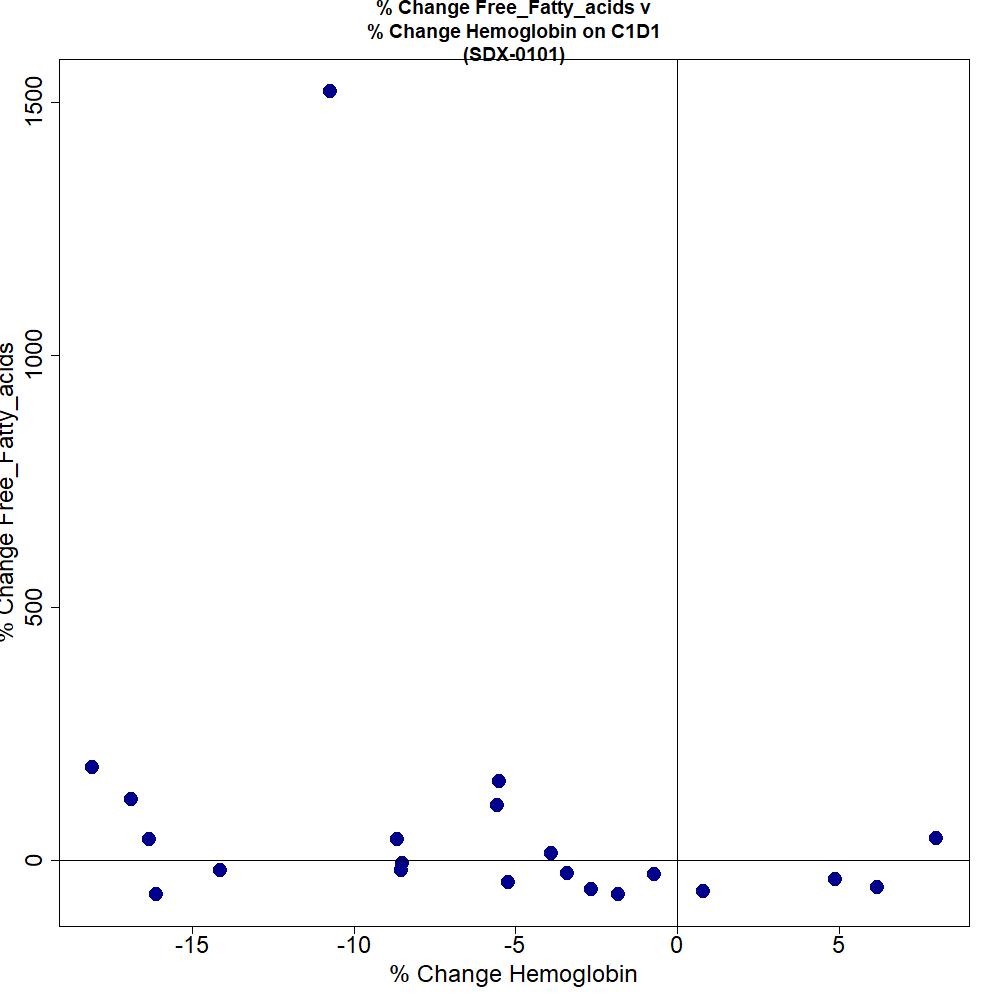 % Change Free_Fatty_acids v
% Change Hemoglobin on C1D1
(SDX-0101)
% Change Free_Fatty_acids
1500
1000
500
0
-15
-10
-5
0
5
% Change Hemoglobin